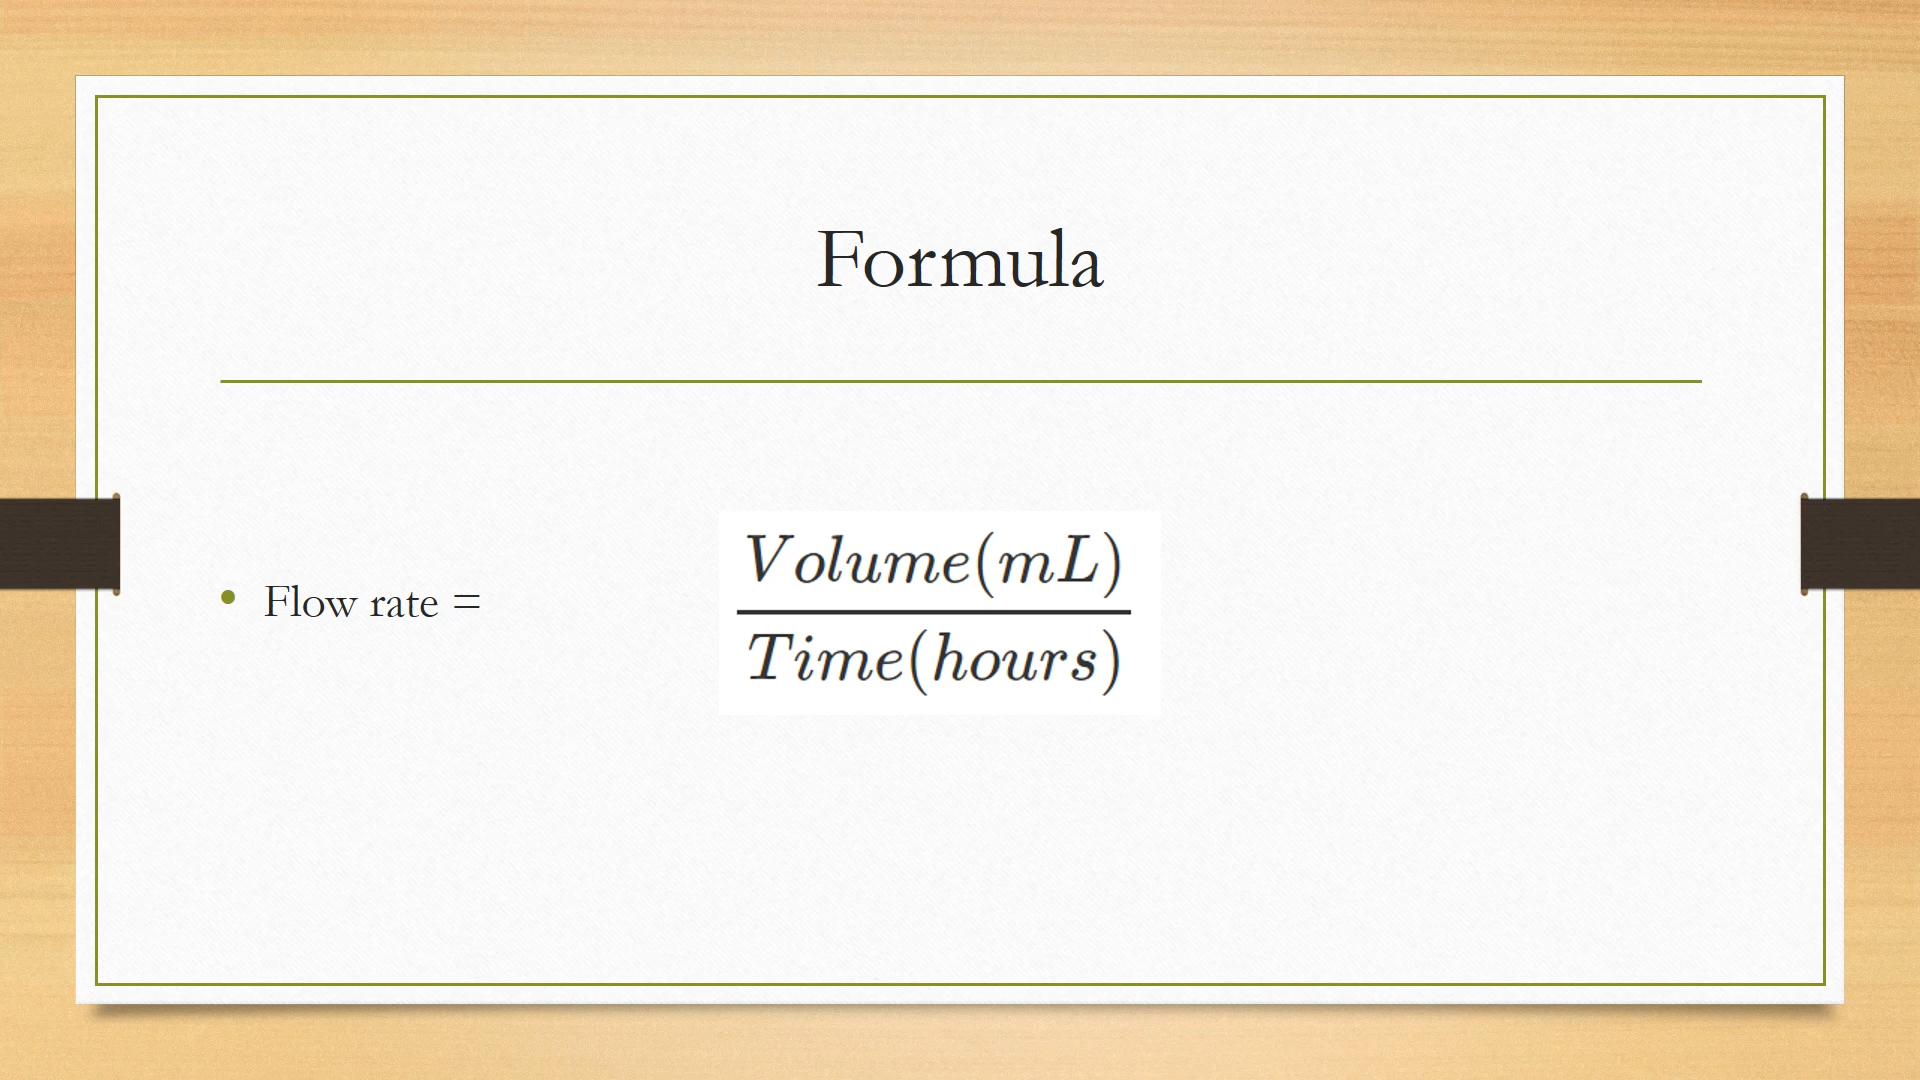 Formula
• Flow rate =
Volume(mL)
Time(hours)